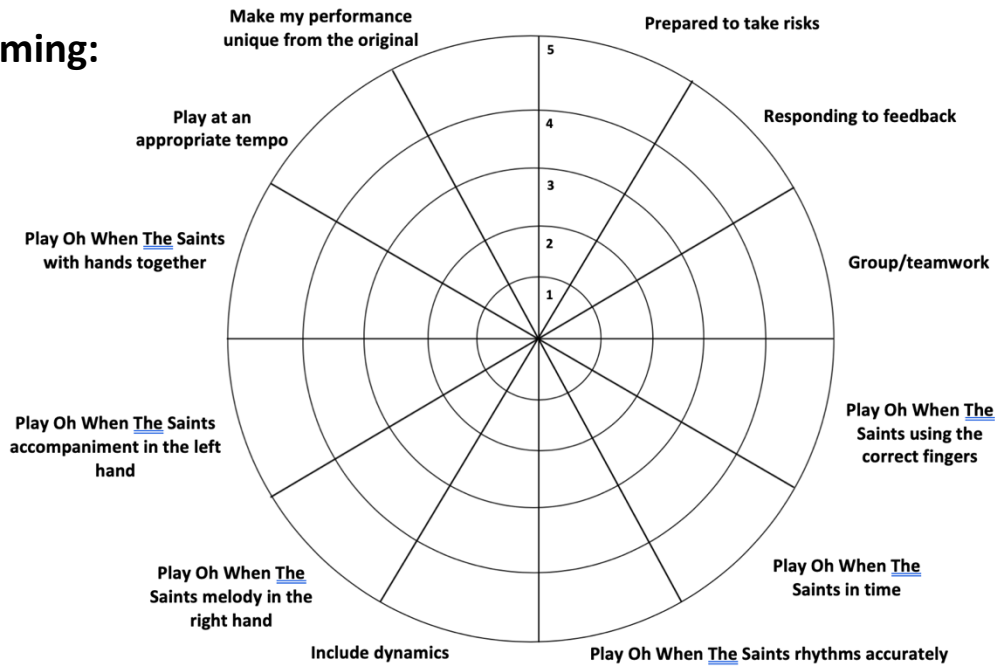 ming:
Make my performance
unique from the original
Prepared to take risks
Play at an
appropriate tempo
Responding to feedback
Play Oh When The Saints
with hands together
Group/teamwork
5
4
3
2
1
Play Oh When The Saints
accompaniment in the left
hand
Play Oh When The
Saints using the
correct fingers
Play Oh When The
Saints melody in the
right hand
Play Oh When The
Saints in time
Include dynamics
Play Oh When The Saints rhythms accurately